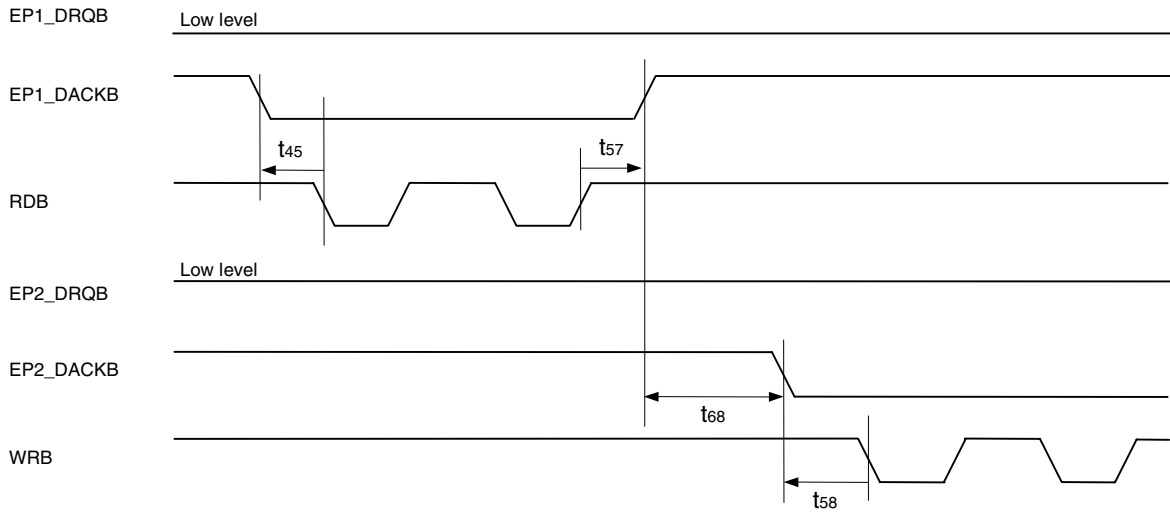 EP1_DRQB
Low level
EP1_DACKB
t45
t57
RDB
Low level
EP2_DRQB
EP2_DACKB
t68
WRB
t58